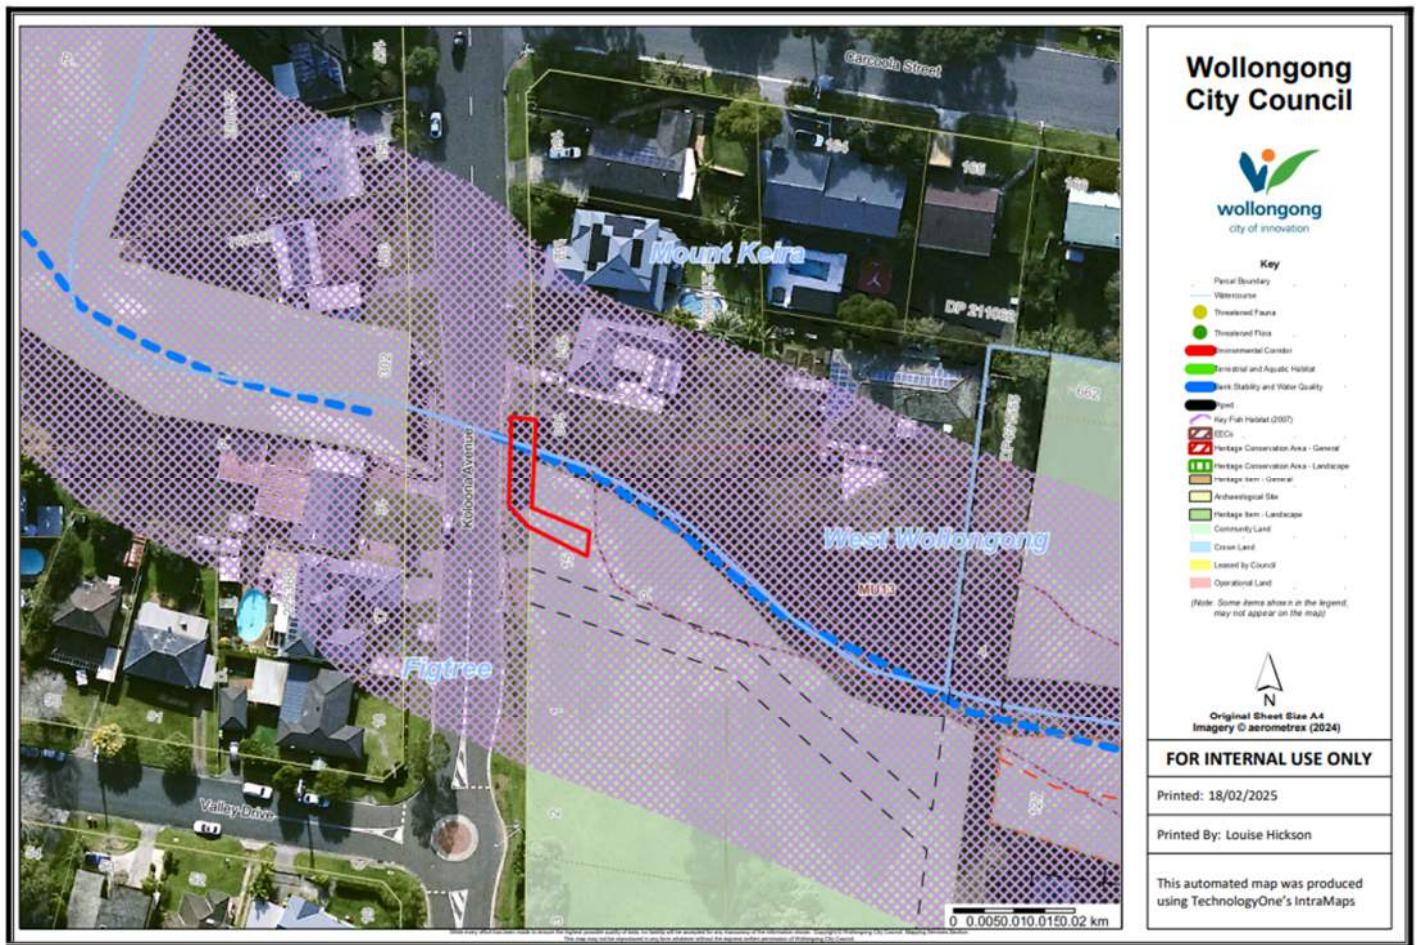 Carcoola Street
164
165
Mount Keira
DP 211092
662
302
Koloona Avenue
West Wollongong
MU13
Figtree
Valley Drive
0 0.0050.010.0150.02 km
Wollongong
City Council
wollongong
city of innovation
Key
Parcel Boundary
Watercourse
Threatened Fauna
Threatened Flora
Environmental Corridor
Terrestrial and Aquatic Habitat
Bank Stability and Water Quality
Piped
Key Fish Habitat (2007)
EECs
Heritage Conservation Area - General
Heritage Conservation Area - Landscape
Heritage Item - General
Archaeological Site
Heritage Item - Landscape
Community Land
Crown Land
Leased by Council
Operational Land
(Note: Some items shown in the legend,
may not appear on the map)
N
Original Sheet Size A4
Imagery © aerometrex (2024)
FOR INTERNAL USE ONLY
Printed: 18/02/2025
Printed By: Louise Hickson
This automated map was produced
using TechnologyOne's IntraMaps